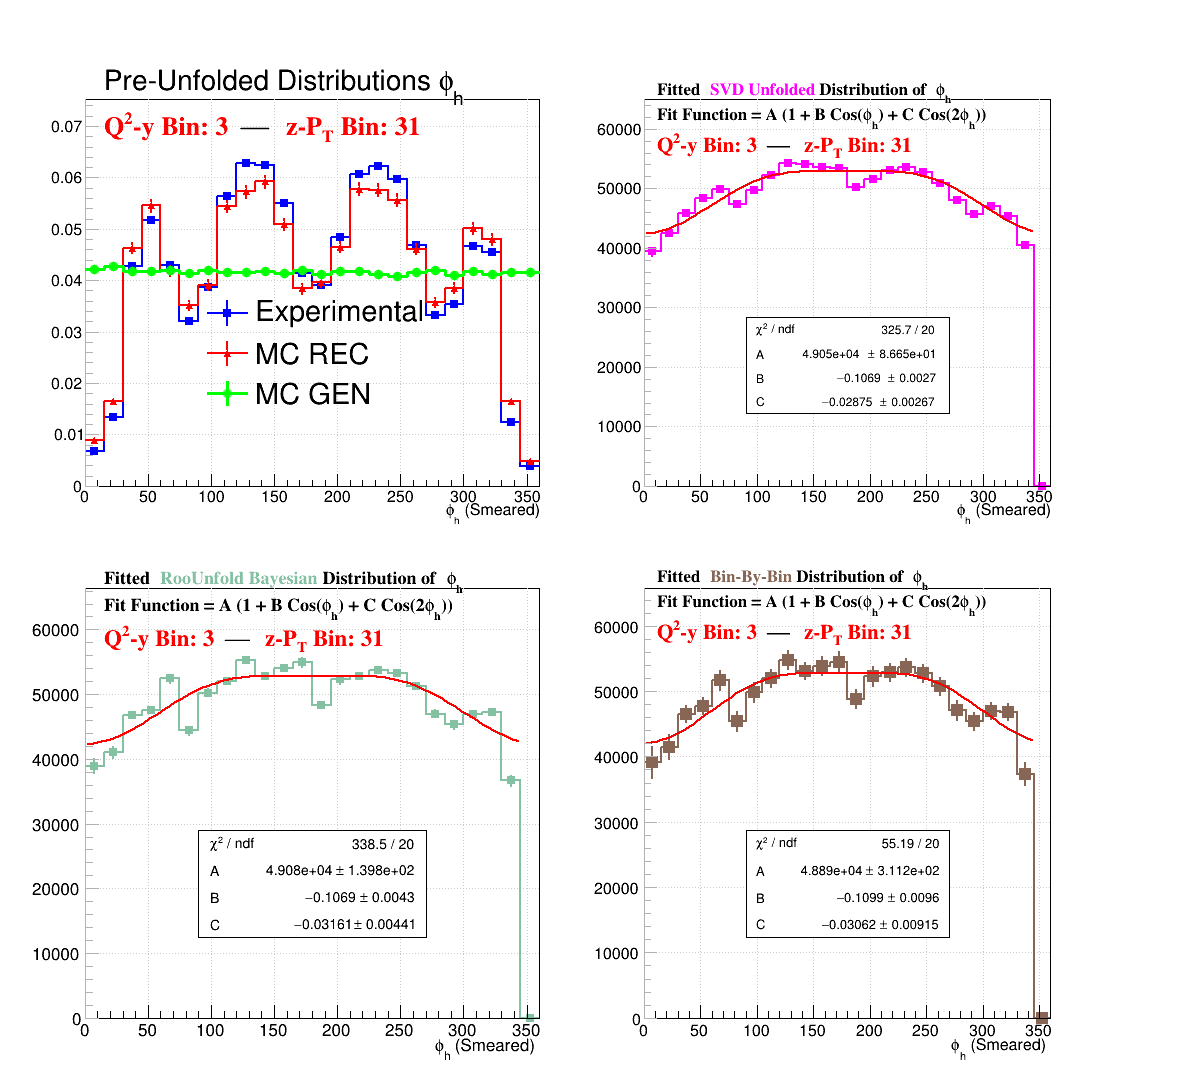 Pre-Unfolded Distributions ϕh
Q²-y Bin: 3 — z-PT Bin: 31
0.07
0.06
0.05
0.04
0.03
0.02
0.01
0
Experimental
MC REC
MC GEN
0 50 100 150 200 250 300 350
ϕh (Smeared)
Fitted SVD Unfolded Distribution of ϕh
Fit Function = A (1 + B Cos(ϕh) + C Cos(2ϕh))
Q²-y Bin: 3 — z-PT Bin: 31
60000
50000
40000
30000
20000
10000
0
χ² / ndf 325.7 / 20
A 4.905e+04 ± 8.665e+01
B −0.1069 ± 0.0027
C −0.02875 ± 0.00267
0 50 100 150 200 250 300 350
ϕh (Smeared)
Fitted RooUnfold Bayesian Distribution of ϕh
Fit Function = A (1 + B Cos(ϕh) + C Cos(2ϕh))
Q²-y Bin: 3 — z-PT Bin: 31
60000
50000
40000
30000
20000
10000
0
χ² / ndf 338.5 / 20
A 4.908e+04 ± 1.398e+02
B −0.1069 ± 0.0043
C −0.03161 ± 0.00441
0 50 100 150 200 250 300 350
ϕh (Smeared)
Fitted Bin-By-Bin Distribution of ϕh
Fit Function = A (1 + B Cos(ϕh) + C Cos(2ϕh))
Q²-y Bin: 3 — z-PT Bin: 31
60000
50000
40000
30000
20000
10000
0
χ² / ndf 55.19 / 20
A 4.889e+04 ± 3.112e+02
B −0.1099 ± 0.0096
C −0.03062 ± 0.00915
0 50 100 150 200 250 300 350
ϕh (Smeared)